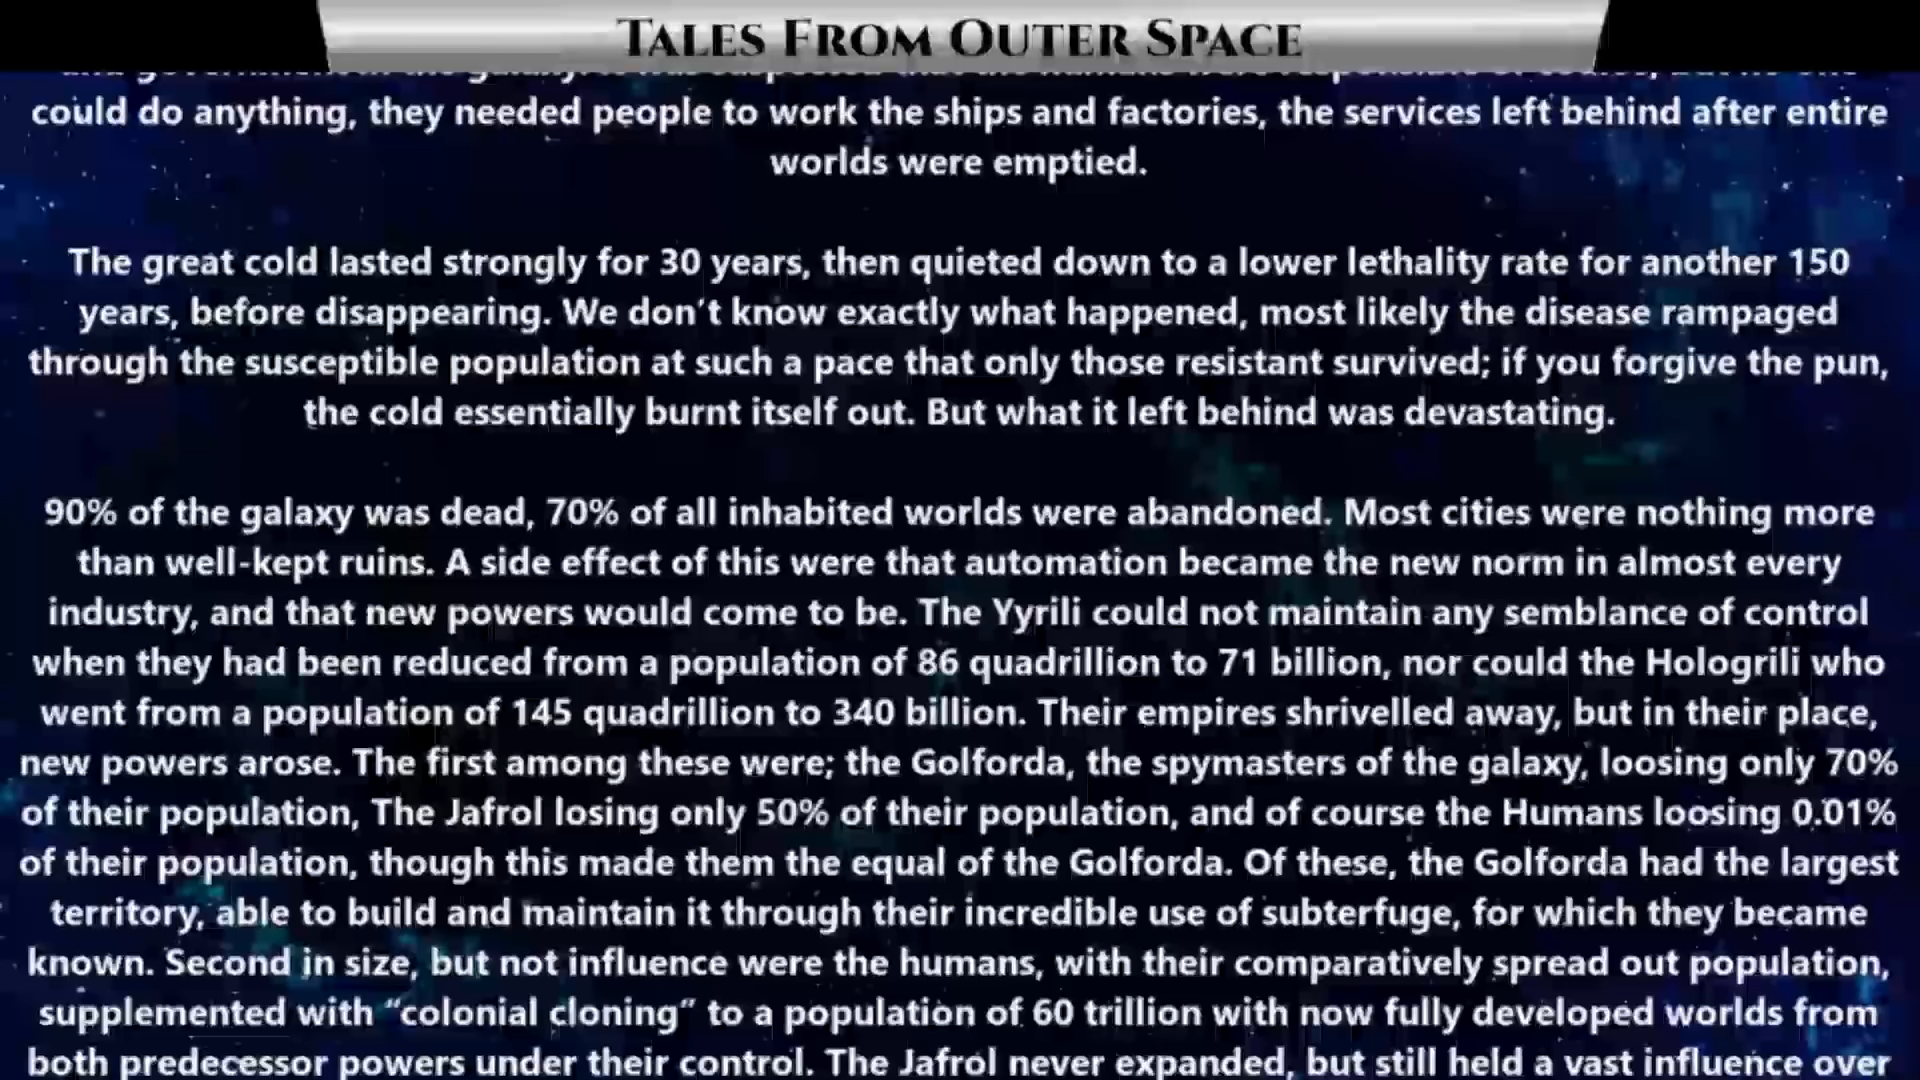 Tales From Outer Space
could do anything, they needed people to work the ships and factories, the services left behind after entire
worlds were emptied.
The great cold lasted strongly for 30 years, then quieted down to a lower lethality rate for another 150
years, before disappearing. We don’t know exactly what happened, most likely the disease rampaged
through the susceptible population at such a pace that only those resistant survived; if you forgive the pun,
the cold essentially burnt itself out. But what it left behind was devastating.
90% of the galaxy was dead, 70% of all inhabited worlds were abandoned. Most cities were nothing more
than well-kept ruins. A side effect of this were that automation became the new norm in almost every
industry, and that new powers would come to be. The Yyrili could not maintain any semblance of control
when they had been reduced from a population of 86 quadrillion to 71 billion, nor could the Hologrili who
went from a population of 145 quadrillion to 340 billion. Their empires shrivelled away, but in their place,
new powers arose. The first among these were; the Golforda, the spymasters of the galaxy, loosing only 70%
of their population, The Jafrol losing only 50% of their population, and of course the Humans loosing 0.01%
of their population, though this made them the equal of the Golforda. Of these, the Golforda had the largest
territory, able to build and maintain it through their incredible use of subterfuge, for which they became
known. Second in size, but not influence were the humans, with their comparatively spread out population,
supplemented with “colonial cloning” to a population of 60 trillion with now fully developed worlds from
both predecessor powers under their control. The Jafrol never expanded, but still held a vast influence over